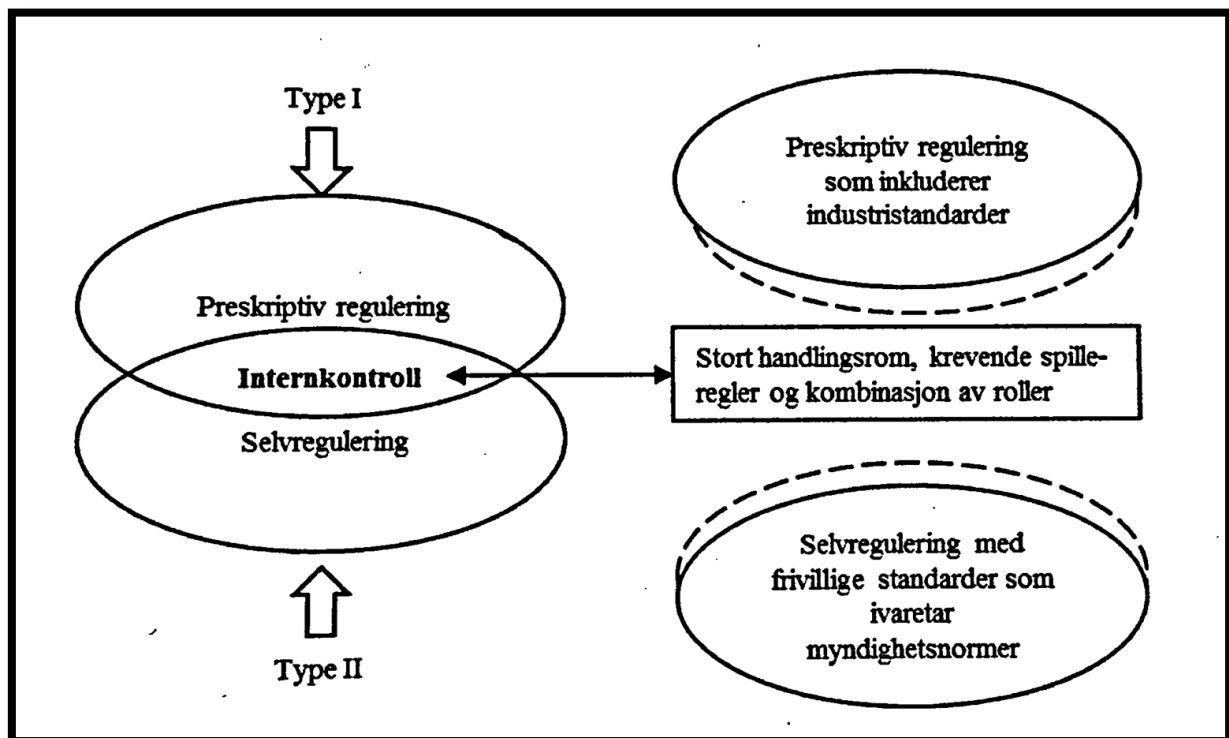 Type I
Preskriptiv regulering
Internkontroll
Selvregulering
Type II
Preskriptiv regulering
som inkluderer
industristandarder
Stort handlingsrom, krevende spille-
regler og kombinasjon av roller
Selvregulering med
frivillige standarder som
ivaretar
myndighetsnormer